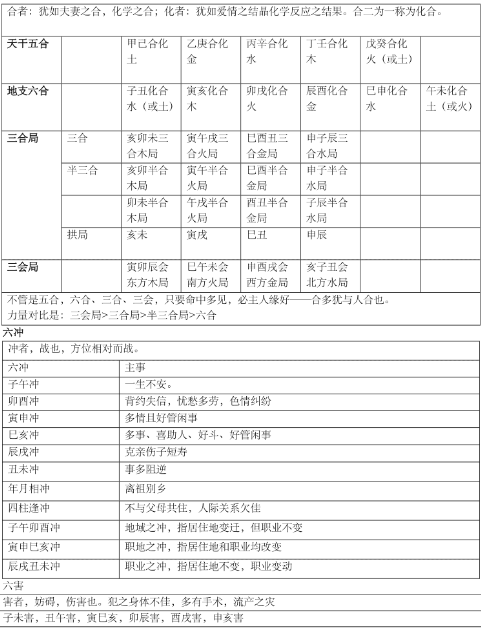 合者：犹如夫妻之合，化学之合；化者：犹如爱情之结晶化学反应之结果。合二为一称为化合。
天干五合 甲己合化土 乙庚合化金 丙辛合化水 丁壬合化木 戊癸合化火（或土）
地支六合 子丑化合水（或土） 寅亥化合木 卯戌化合火 辰酉化合金 巳申化合水 午未化合土（或火）
三合局 三合 亥卯未三合木局 寅午戌三合火局 巳酉丑三合金局 申子辰三合水局
半三合 亥卯半合木局 寅午半合火局 巳酉半合金局 申子半合水局
卯未半合木局 午戌半合火局 酉丑半合金局 子辰半合水局
拱局 亥未 寅戌 巳丑 申辰
三会局 寅卯辰会东方木局 巳午未会南方火局 申酉戌会西方金局 亥子丑会北方水局
不管是五合，六合、三合、三会，只要命中多见，必主人缘好——合多犹与人合也。
力量对比是：三会局>三合局>半三合局>六合
六冲
冲者，战也，方位相对而战。
六冲 主事
子午冲 一生不安。
卯酉冲 背约失信，忧愁多劳，色情纠纷
寅申冲 多情且好管闲事
巳亥冲 多事、喜助人、好斗、好管闲事
辰戌冲 克亲伤子短寿
丑未冲 事多阻逆
年月相冲 离祖别乡
四柱逢冲 不与父母共住，人际关系欠佳
子午卯酉冲 地域之冲，指居住地变迁，但职业不变
寅申巳亥冲 职地之冲，指居住地和职业均改变
辰戌丑未冲 职业之冲，指居住地不变，职业变动
六害
害者，妨碍，伤害也。犯之身体不佳，多有手术，流产之灾
子未害，丑午害，寅巳亥，卯辰害，酉戌害，申亥害